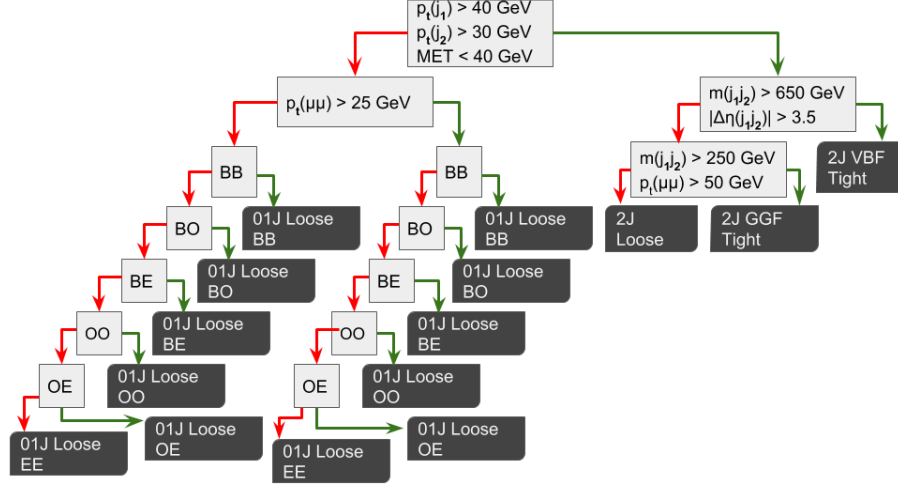 pₜ(j₁) > 40 GeV
pₜ(j₂) > 30 GeV
MET < 40 GeV
pₜ(μμ) > 25 GeV
m(j₁j₂) > 650 GeV
|Δη(j₁j₂)| > 3.5
m(j₁j₂) > 250 GeV
pₜ(μμ) > 50 GeV
2J VBF
Tight
2J
Loose
2J GGF
Tight
BB
01J Loose
BB
BO
01J Loose
BO
BE
01J Loose
BE
OO
01J Loose
OO
OE
01J Loose
OE
01J Loose
EE
BB
01J Loose
BB
BO
01J Loose
BO
BE
01J Loose
BE
OO
01J Loose
OO
OE
01J Loose
OE
01J Loose
EE